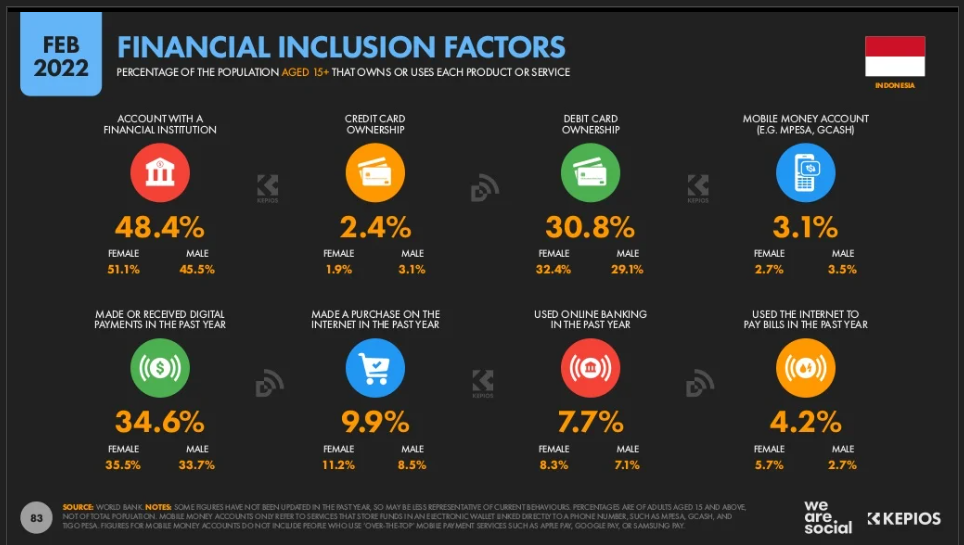 FEB
2022
FINANCIAL INCLUSION FACTORS
PERCENTAGE OF THE POPULATION AGED 15+ THAT OWNS OR USES EACH PRODUCT OR SERVICE
INDONESIA
ACCOUNT WITH A
FINANCIAL INSTITUTION
48.4%
FEMALE MALE
51.1% 45.5%
CREDIT CARD
OWNERSHIP
2.4%
FEMALE MALE
1.9% 3.1%
DEBIT CARD
OWNERSHIP
30.8%
FEMALE MALE
32.4% 29.1%
MOBILE MONEY ACCOUNT
(E.G. MPESA, GCASH)
3.1%
FEMALE MALE
2.7% 3.5%
KEPIOS
KEPIOS
MADE OR RECEIVED DIGITAL
PAYMENTS IN THE PAST YEAR
34.6%
FEMALE MALE
35.5% 33.7%
MADE A PURCHASE ON THE
INTERNET IN THE PAST YEAR
9.9%
FEMALE MALE
11.2% 8.5%
USED ONLINE BANKING
IN THE PAST YEAR
7.7%
FEMALE MALE
8.3% 7.1%
USED THE INTERNET TO
PAY BILLS IN THE PAST YEAR
4.2%
FEMALE MALE
5.7% 2.7%
KEPIOS
83
SOURCE: WORLD BANK. NOTES: SOME FIGURES HAVE NOT BEEN UPDATED IN THE PAST YEAR, SO MAY BE LESS REPRESENTATIVE OF CURRENT BEHAVIOURS. PERCENTAGES ARE OF ADULTS AGED 15 AND ABOVE,
NOT OF TOTAL POPULATION. MOBILE MONEY ACCOUNTS ONLY REFER TO SERVICES THAT STORE FUNDS IN AN ELECTRONIC WALLET LINKED DIRECTLY TO A PHONE NUMBER, SUCH AS MPESA, GCASH, AND
TIGO PESA. FIGURES FOR MOBILE MONEY ACCOUNTS DO NOT INCLUDE PEOPLE WHO USE 'OVER-THE-TOP' MOBILE PAYMENT SERVICES SUCH AS APPLE PAY, GOOGLE PAY, OR SAMSUNG PAY.
we
are
social
KEPIOS